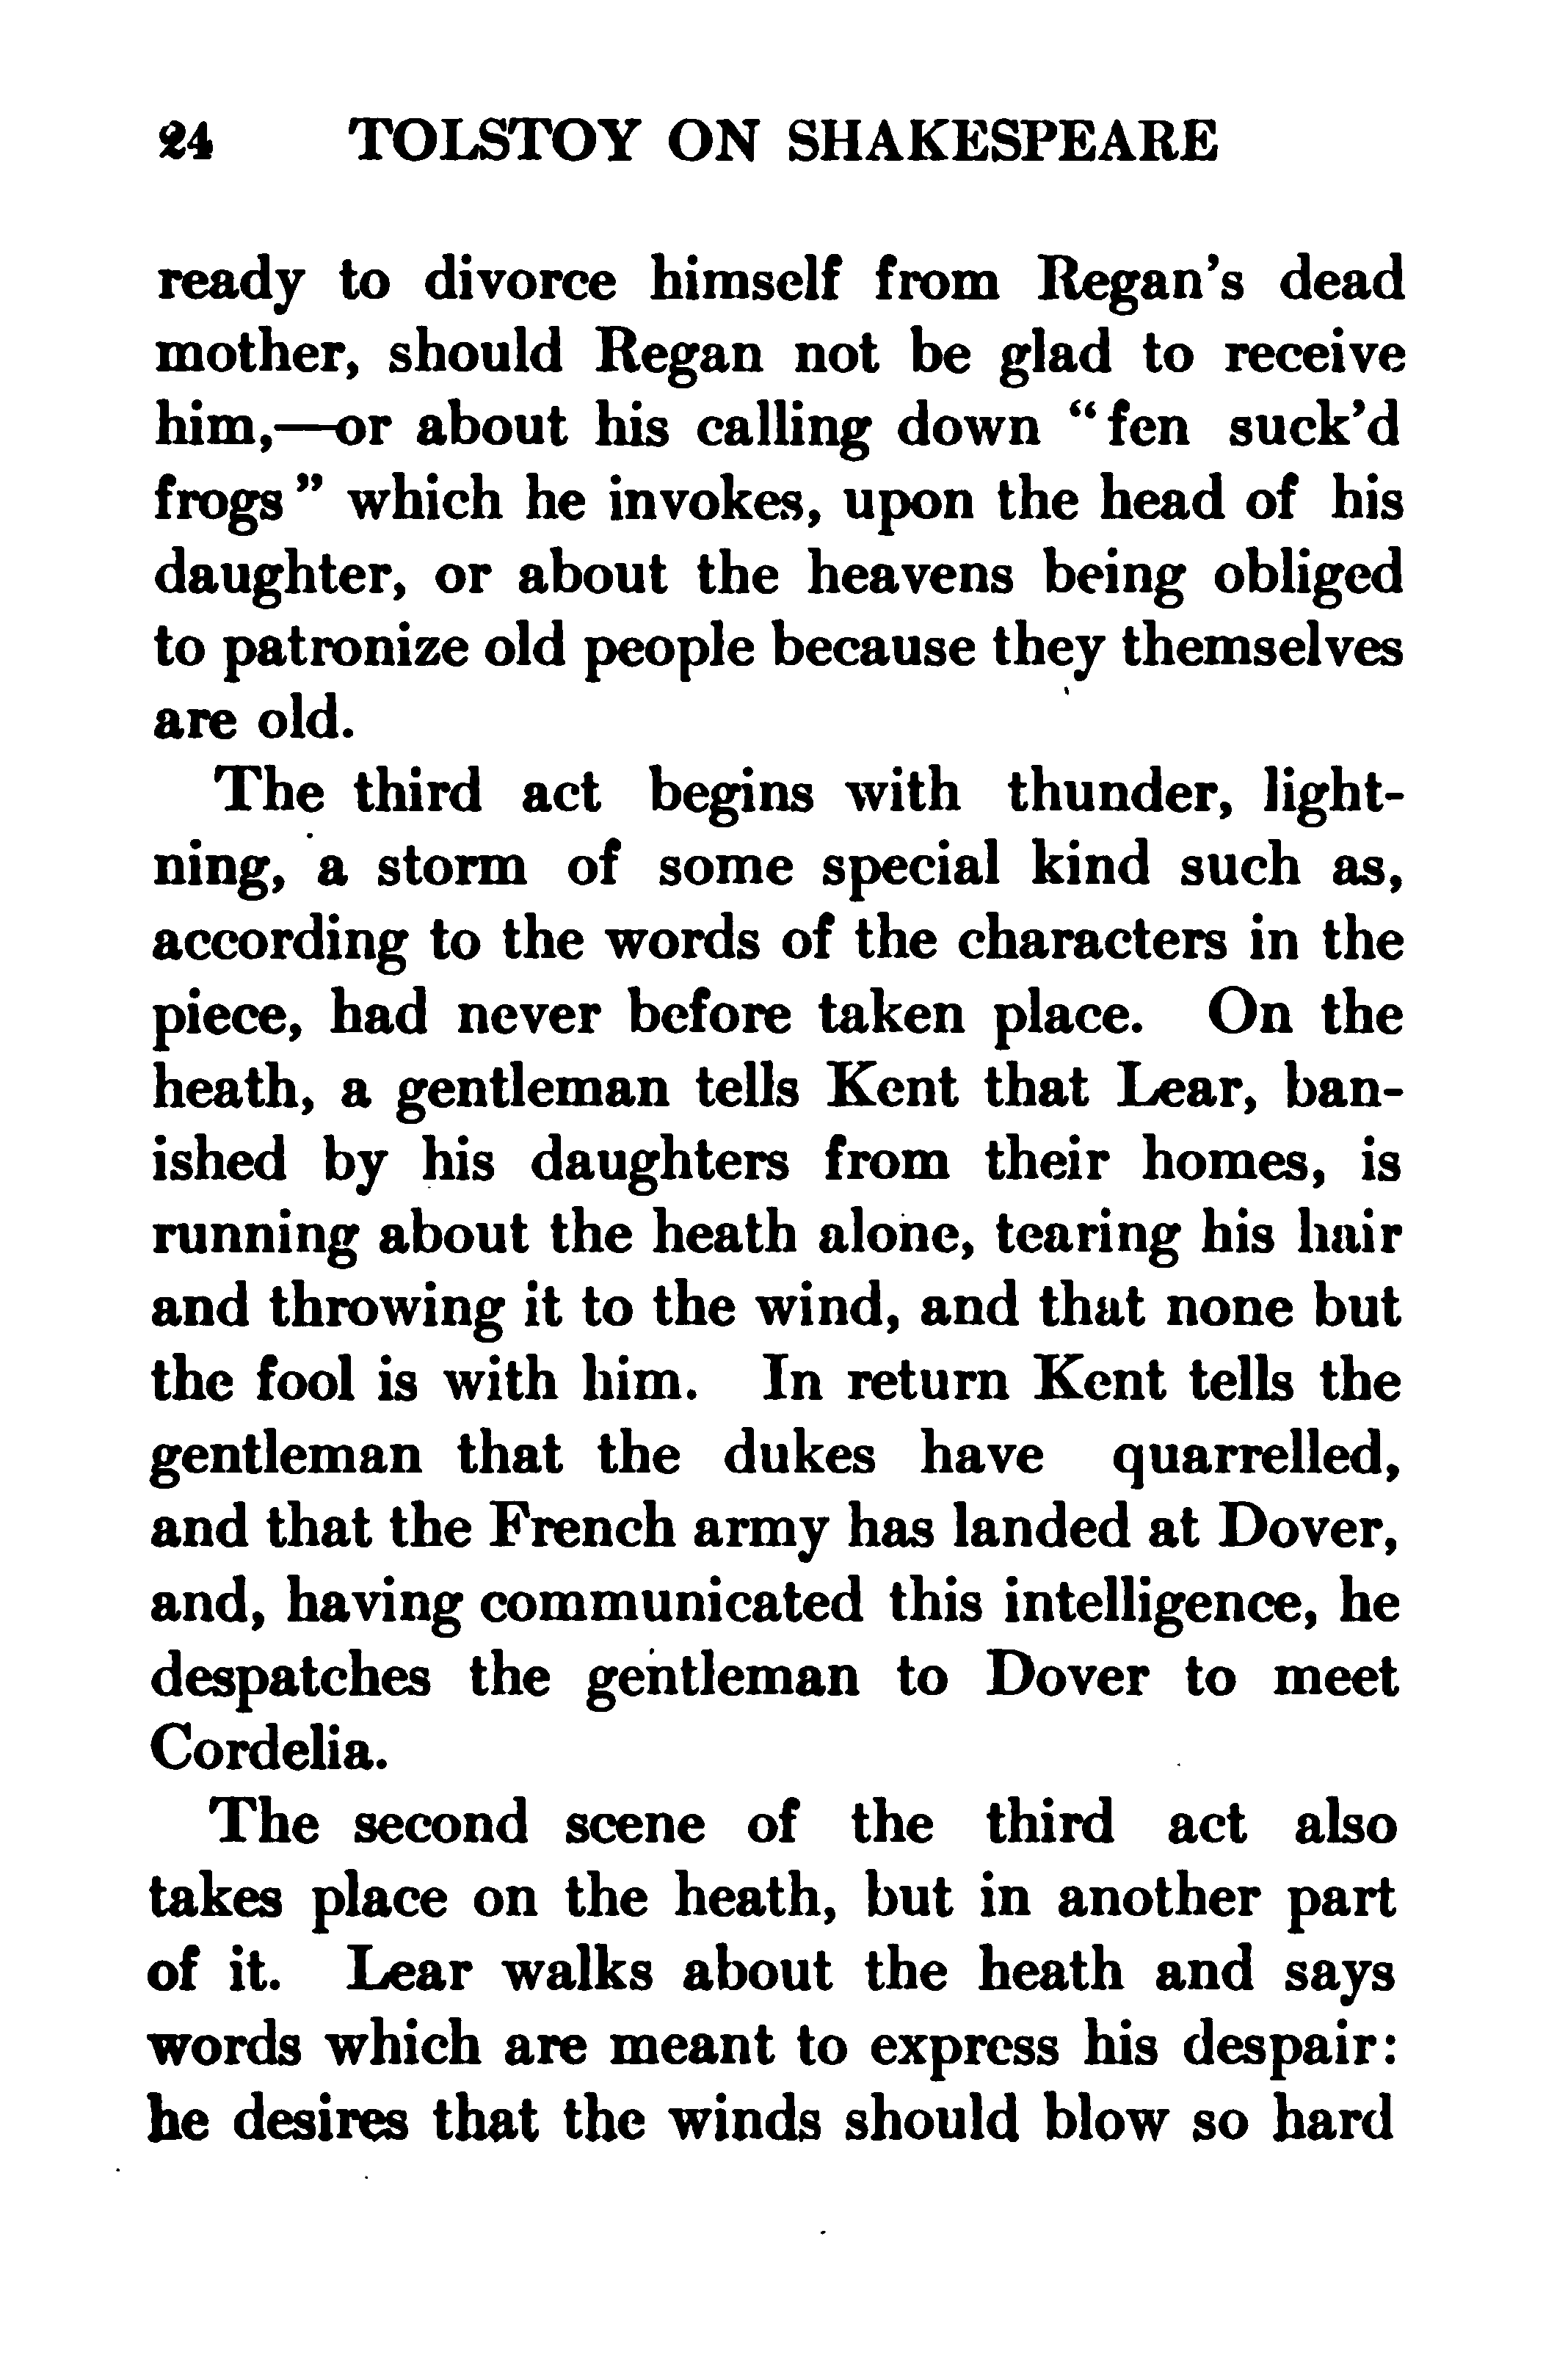 24 TOLSTOY ON SHAKESPEARE
ready to divorce himself from Regan's dead
mother, should Regan not be glad to receive
him,—or about his calling down "fen suck'd
frogs" which he invokes, upon the head of his
daughter, or about the heavens being obliged
to patronize old people because they themselves
are old.
The third act begins with thunder, light-
ning, a storm of some special kind such as,
according to the words of the characters in the
piece, had never before taken place. On the
heath, a gentleman tells Kent that Lear, ban-
ished by his daughters from their homes, is
running about the heath alone, tearing his hair
and throwing it to the wind, and that none but
the fool is with him. In return Kent tells the
gentleman that the dukes have quarrelled,
and that the French army has landed at Dover,
and, having communicated this intelligence, he
despatches the gentleman to Dover to meet
Cordelia.
The second scene of the third act also
takes place on the heath, but in another part
of it. Lear walks about the heath and says
words which are meant to express his despair:
he desires that the winds should blow so hard